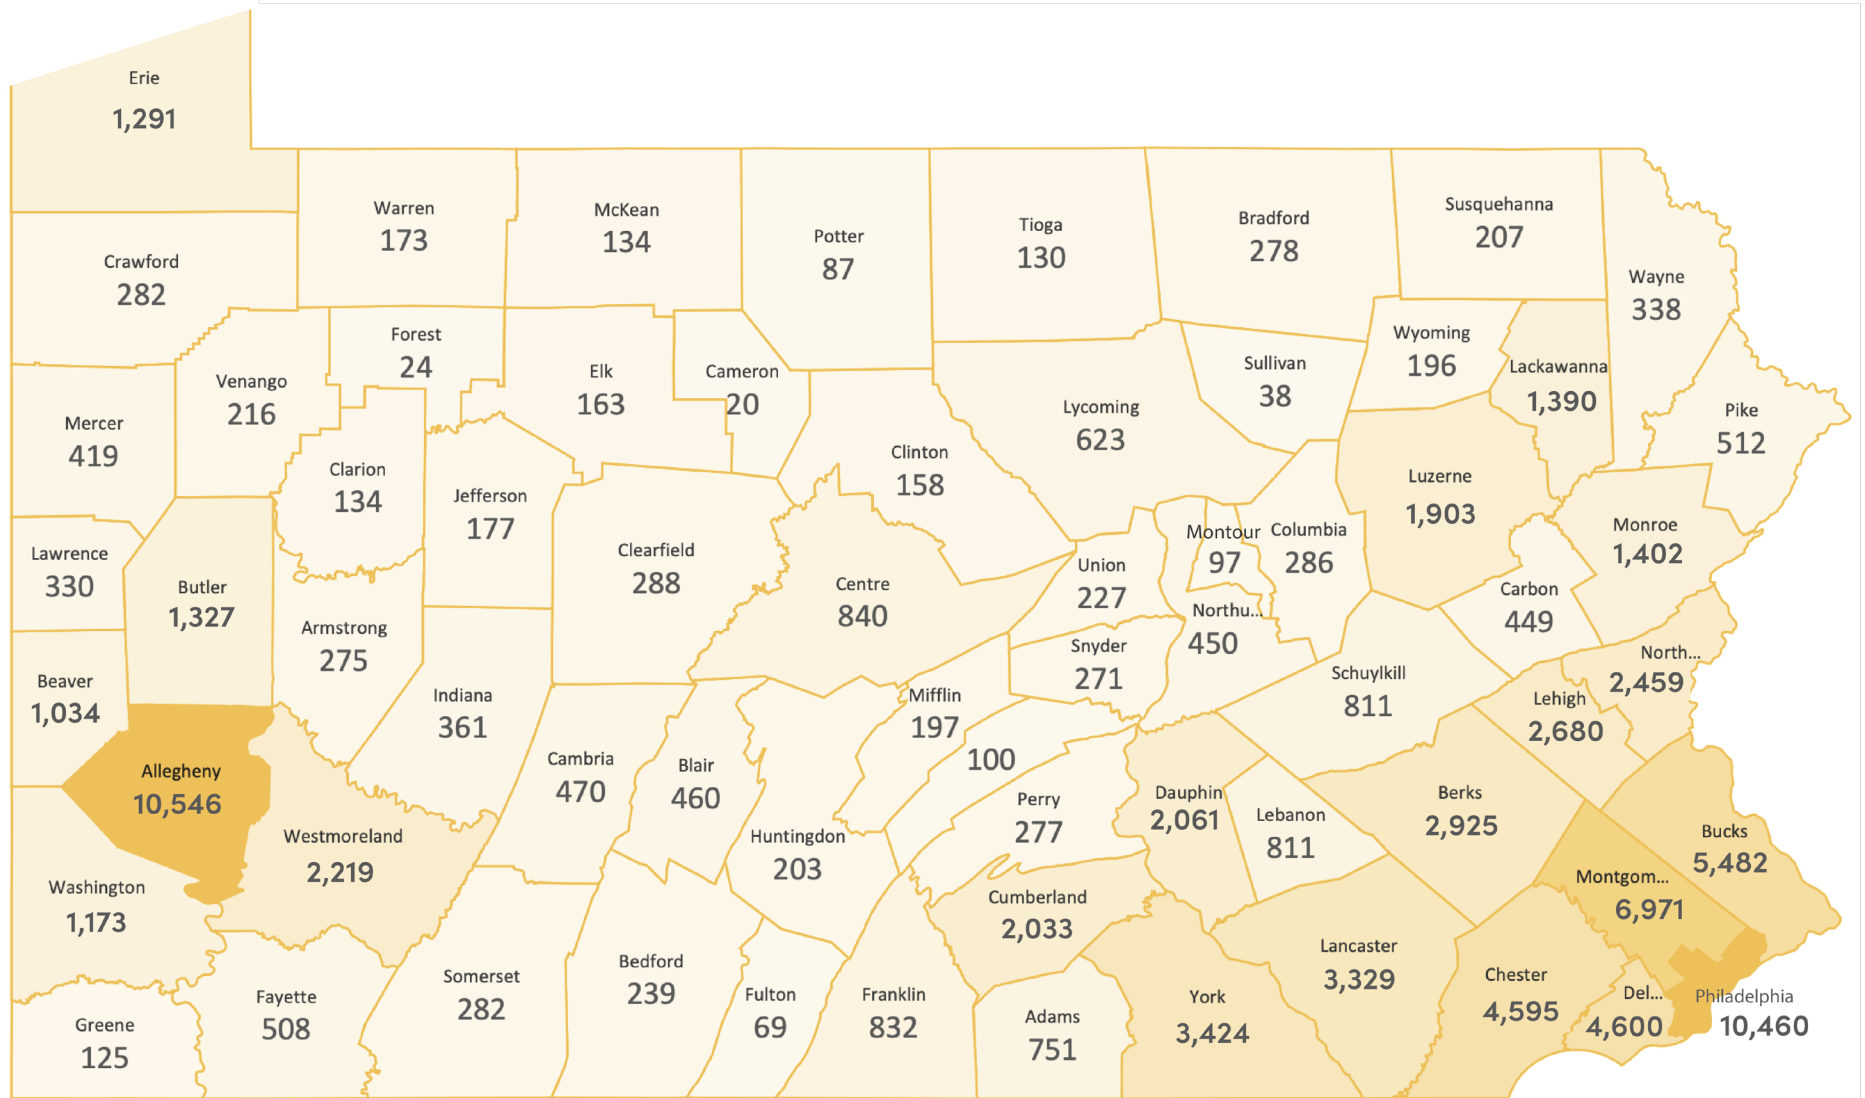 Erie
1,291
Warren
173
McKean
134
Potter
87
Tioga
130
Bradford
278
Susquehanna
207
Wayne
338
Crawford
282
Forest
24
Elk
163
Cameron
20
Sullivan
38
Wyoming
196
Lackawanna
1,390
Pike
512
Mercer
419
Venango
216
Clarion
134
Jefferson
177
Clinton
158
Lycoming
623
Luzerne
1,903
Monroe
1,402
Lawrence
330
Butler
1,327
Armstrong
275
Clearfield
288
Centre
840
Union
227
Montour
97
Columbia
286
Carbon
449
Northu...
450
Snyder
271
Schuylkill
811
North...
2,459
Lehigh
2,680
Beaver
1,034
Indiana
361
Mifflin
197
100
Allegheny
10,546
Cambria
470
Blair
460
Perry
277
Dauphin
2,061
Lebanon
811
Berks
2,925
Bucks
5,482
Westmoreland
2,219
Huntingdon
203
Cumberland
2,033
Montgom...
6,971
Washington
1,173
Somerset
282
Bedford
239
Fulton
69
Franklin
832
Adams
751
York
3,424
Lancaster
3,329
Chester
4,595
Del...
4,600
Philadelphia
10,460
Greene
125
Fayette
508